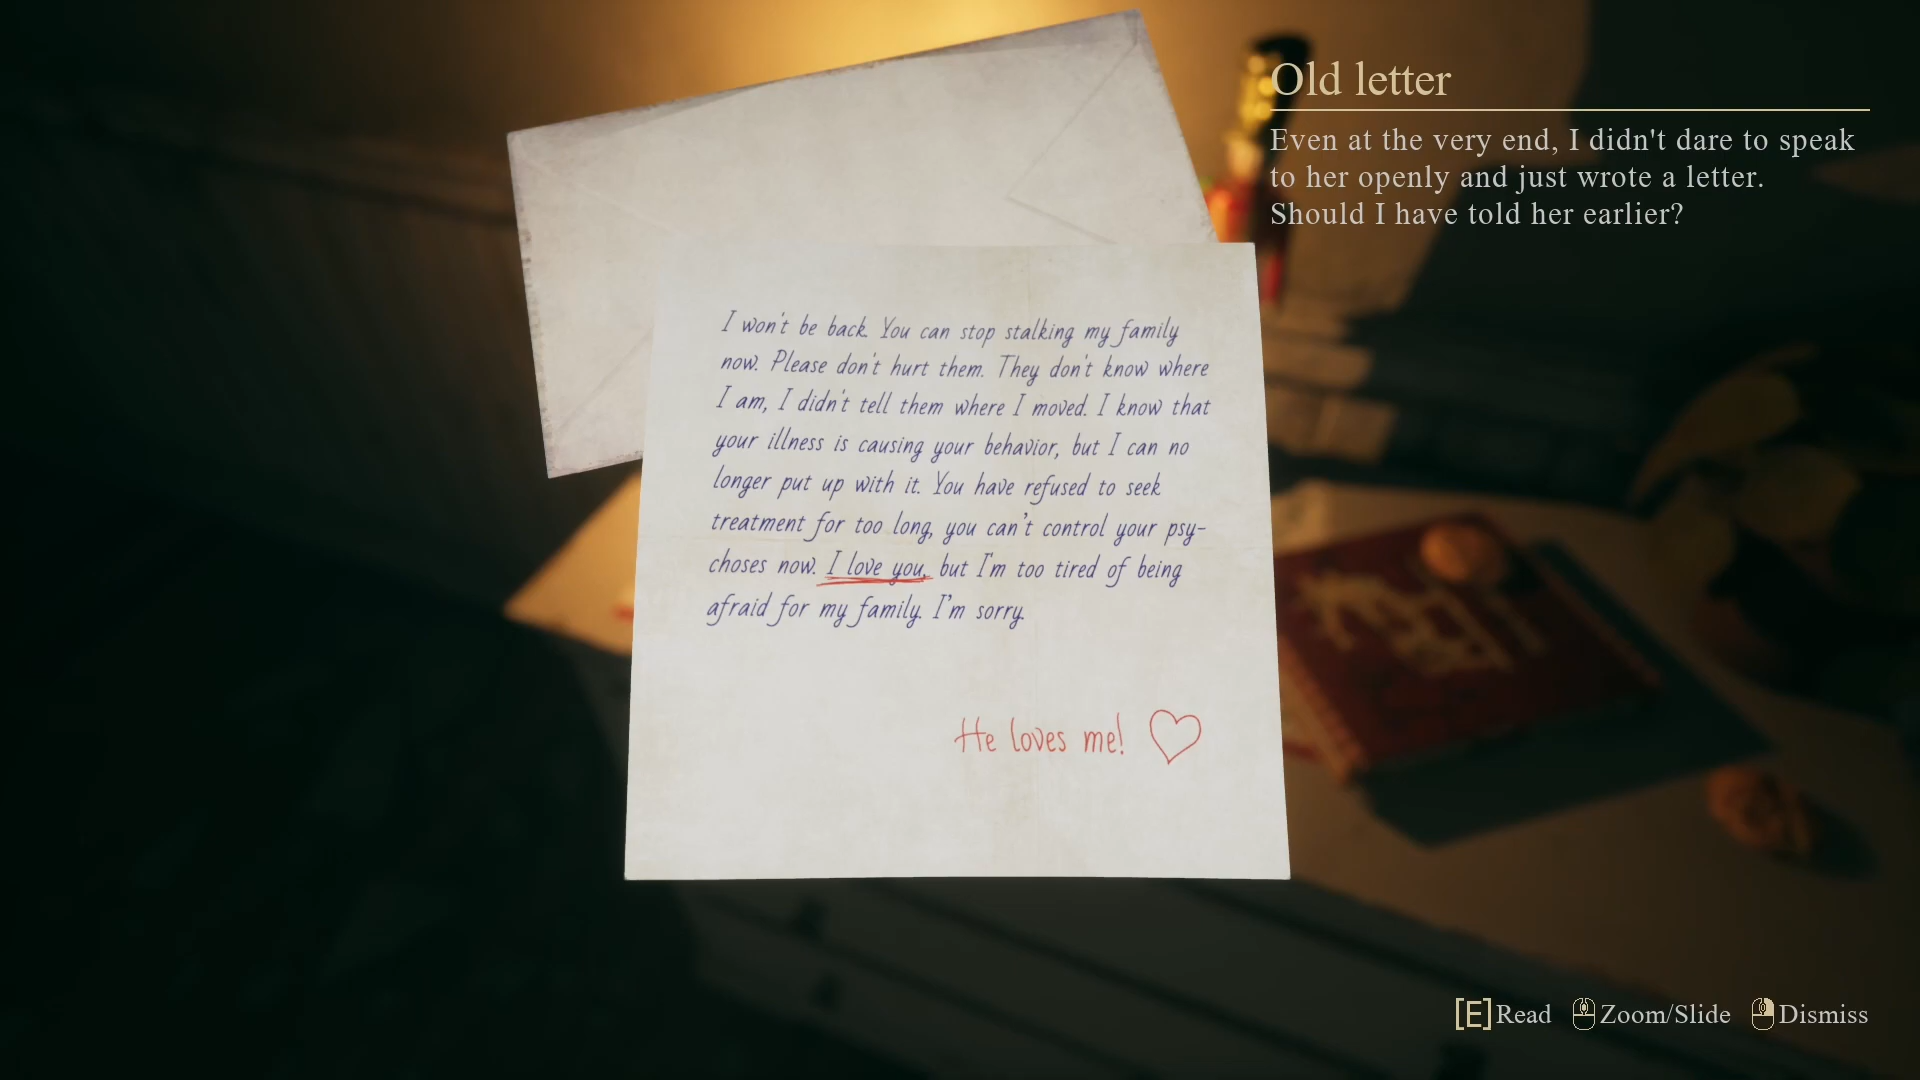 Old letter
Even at the very end, I didn't dare to speak
to her openly and just wrote a letter.
Should I have told her earlier?
I won't be back. You can stop stalking my family
now. Please don't hurt them. They don't know where
I am, I didn't tell them where I moved. I know that
your illness is causing your behavior, but I can no
longer put up with it. You have refused to seek
treatment for too long, you can't control your psy-
choses now. I love you, but I'm too tired of being
afraid for my family. I'm sorry.
He loves me!
[E] Read Zoom/Slide Dismiss